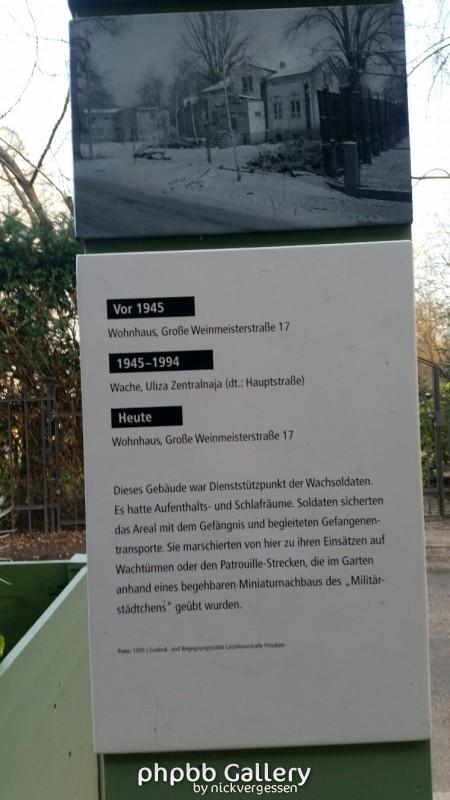 Vor 1945
Wohnhaus, Große Weinmeisterstraße 17
1945–1994
Wache, Uliza Zentralnaja (dt.: Hauptstraße)
Heute
Wohnhaus, Große Weinmeisterstraße 17
Dieses Gebäude war Dienststützpunkt der Wachsoldaten.
Es hatte Aufenthalts- und Schlafräume. Soldaten sicherten
das Areal mit dem Gefängnis und begleiteten Gefangenen-
transporte. Sie marschierten von hier zu ihren Einsätzen auf
Wachtürmen oder den Patrouille-Strecken, die im Garten
anhand eines begehbaren Miniaturnachbaus des „Militär-
städtchens“ geübt wurden.
Foto: 1995 | Gedenk- und Begegnungsstätte Leistikowstraße Potsdam
phpbb Gallery
by nickvergessen